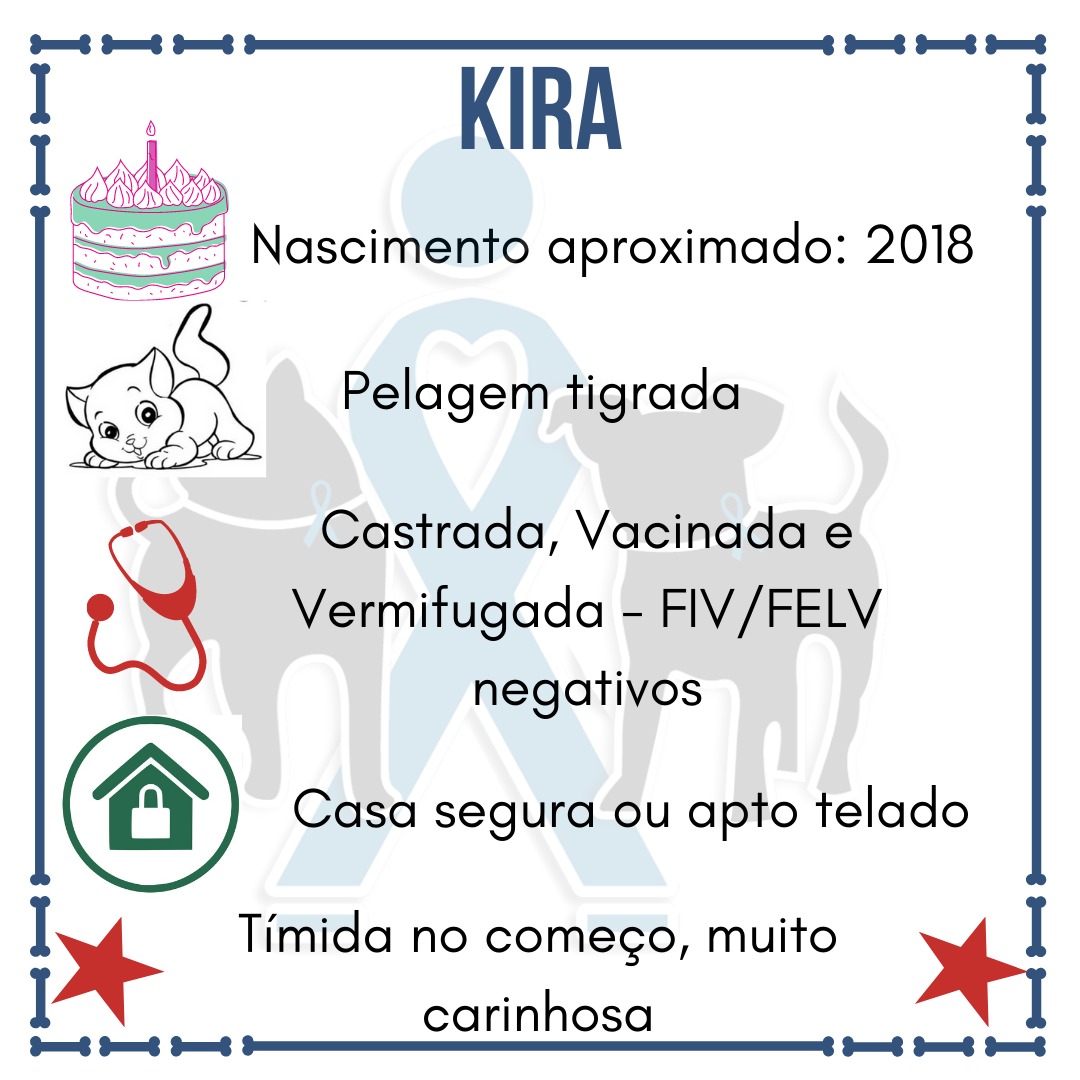 KIRA
Nascimento aproximado: 2018
Pelagem tigrada
Castrada, Vacinada e
Vermifugada - FIV/FELV
negativos
Casa segura ou apto telado
Tímida no começo, muito
carinhosa